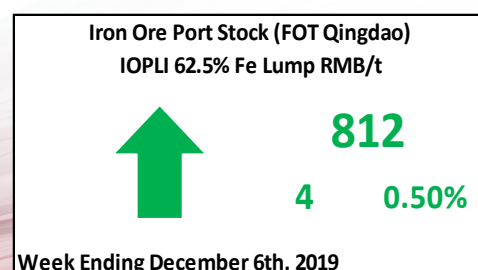 Iron Ore Port Stock (FOT Qingdao)
IOPLI 62.5% Fe Lump RMB/t
812
4 0.50%
Week Ending December 6th, 2019